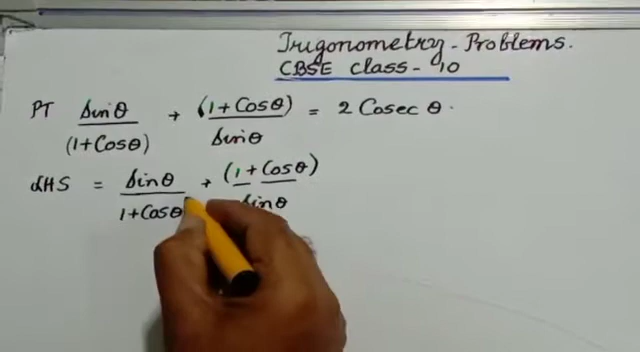 Trigonometry - Problems.
CBSE Class - 10
PT sinθ/(1+Cosθ) + (1+Cosθ)/sinθ = 2 Cosec θ.
LHS = sinθ/1+Cosθ + (1+Cosθ)/sinθ